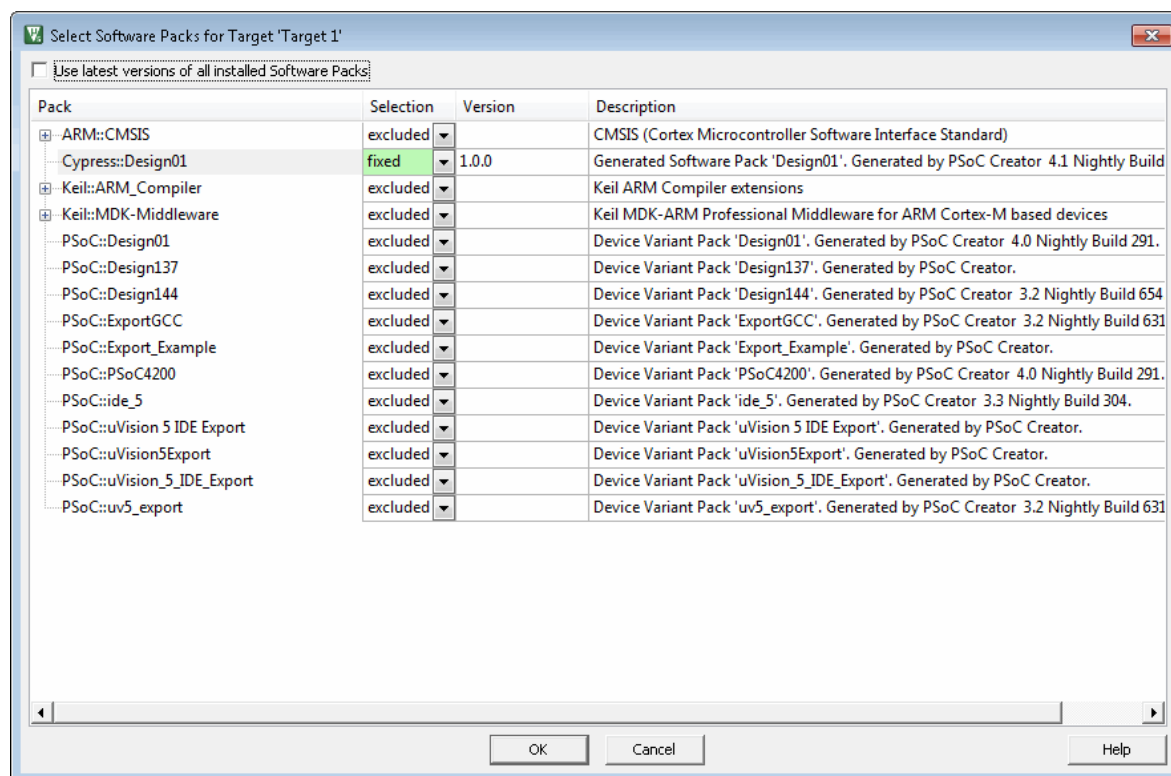 Select Software Packs for Target 'Target 1'
Use latest versions of all installed Software Packs
Pack Selection Version Description
ARM::CMSIS excluded CMSIS (Cortex Microcontroller Software Interface Standard)
Cypress::Design01 fixed 1.0.0 Generated Software Pack 'Design01'. Generated by PSoC Creator 4.1 Nightly Build
Keil::ARM_Compiler excluded Keil ARM Compiler extensions
Keil::MDK-Middleware excluded Keil MDK-ARM Professional Middleware for ARM Cortex-M based devices
PSoC::Design01 excluded Device Variant Pack 'Design01'. Generated by PSoC Creator 4.0 Nightly Build 291.
PSoC::Design137 excluded Device Variant Pack 'Design137'. Generated by PSoC Creator.
PSoC::Design144 excluded Device Variant Pack 'Design144'. Generated by PSoC Creator 3.2 Nightly Build 654
PSoC::ExportGCC excluded Device Variant Pack 'ExportGCC'. Generated by PSoC Creator 3.2 Nightly Build 631
PSoC::Export_Example excluded Device Variant Pack 'Export_Example'. Generated by PSoC Creator.
PSoC::PSoC4200 excluded Device Variant Pack 'PSoC4200'. Generated by PSoC Creator 4.0 Nightly Build 291.
PSoC::ide_5 excluded Device Variant Pack 'ide_5'. Generated by PSoC Creator 3.3 Nightly Build 304.
PSoC::uVision 5 IDE Export excluded Device Variant Pack 'uVision 5 IDE Export'. Generated by PSoC Creator.
PSoC::uVision5Export excluded Device Variant Pack 'uVision5Export'. Generated by PSoC Creator.
PSoC::uVision_5_IDE_Export excluded Device Variant Pack 'uVision_5_IDE_Export'. Generated by PSoC Creator.
PSoC::uv5_export excluded Device Variant Pack 'uv5_export'. Generated by PSoC Creator 3.2 Nightly Build 631
OK Cancel Help